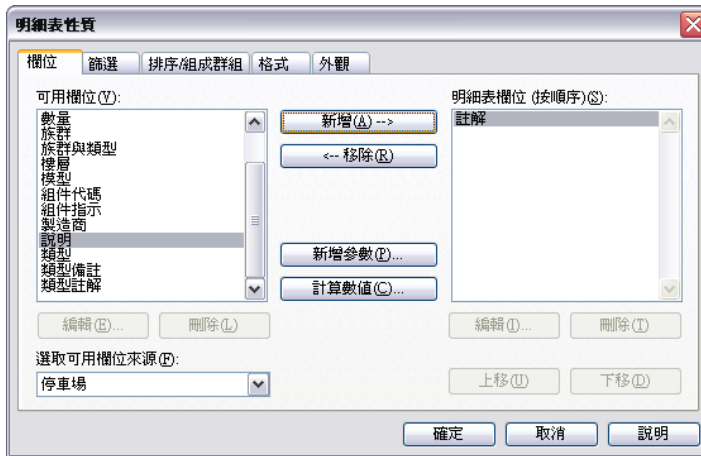 明細表性質
欄位 篩選 排序/組成群組 格式 外觀
可用欄位(V):
數量
族群
族群與類型
樓層
模型
組件代碼
組件指示
製造商
說明
類型
類型備註
類型註解
新增(A) -->
<-- 移除(R)
新增參數(P)...
計算數值(C)...
明細表欄位 (按順序)(S):
註解
編輯(E)... 刪除(L)
編輯(I)... 刪除(T)
選取可用欄位來源(F):
停車場
上移(U) 下移(D)
確定 取消 說明